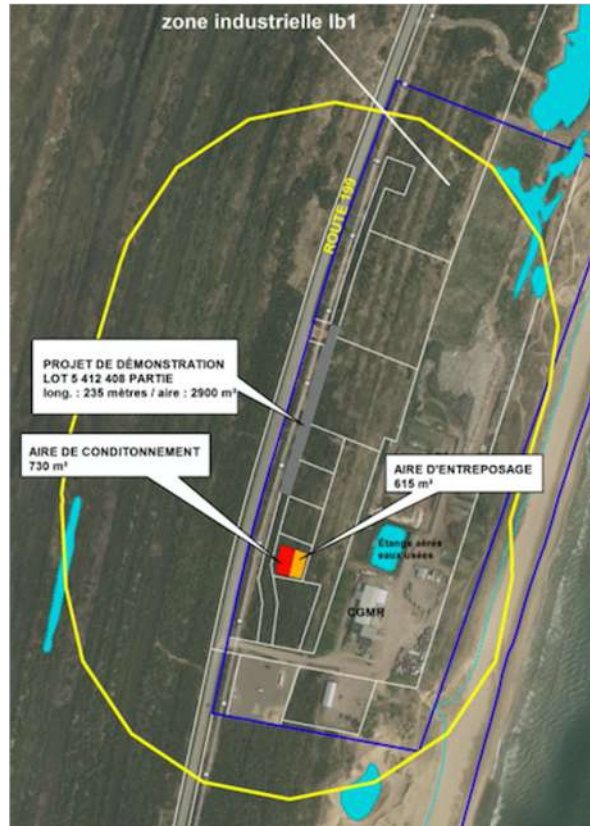 zone industrielle Ib1
ROUTE 199
PROJET DE DÉMONSTRATION
LOT 5 412 408 PARTIE
long. : 235 mètres / aire : 2900 m²
AIRE DE CONDITONNEMENT
730 m²
AIRE D'ENTREPOSAGE
615 m²
Étangs aérés
eaux usées
CGMR